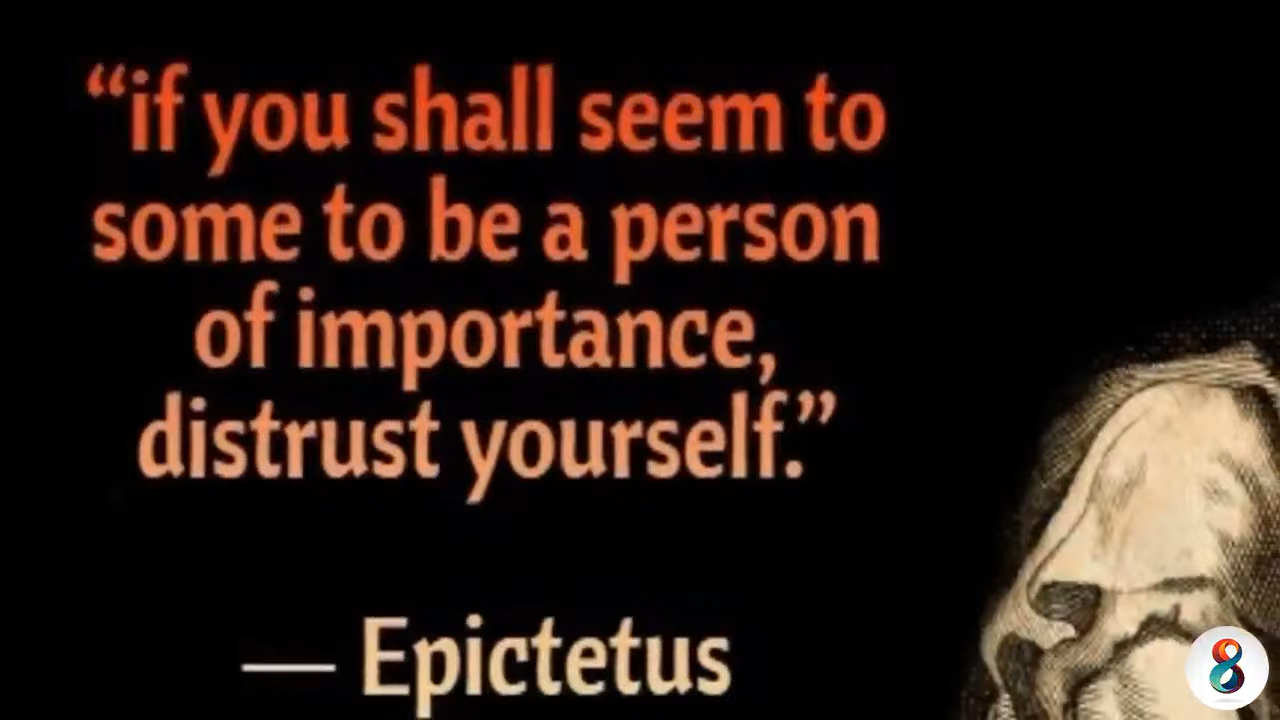 “if you shall seem to
some to be a person
of importance,
distrust yourself.”
— Epictetus